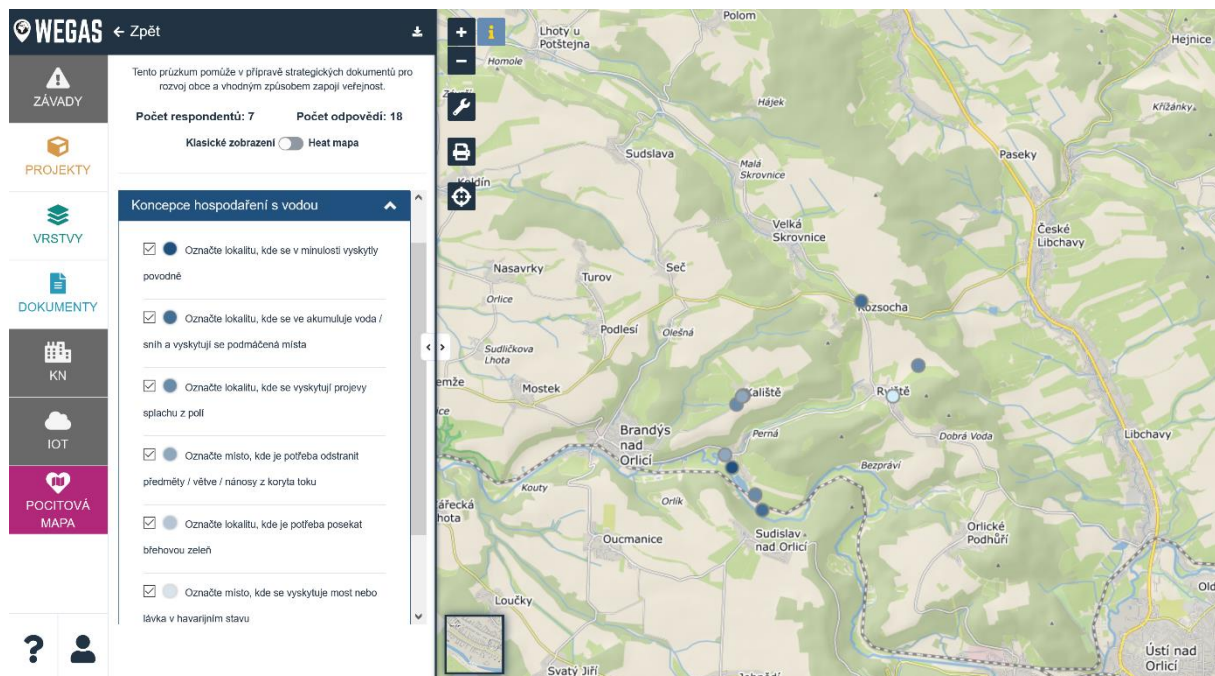 WEGAS
← Zpět
ZÁVADY
PROJEKTY
VRSTVY
DOKUMENTY
KN
IOT
POCITOVÁ
MAPA
?
Tento průzkum pomůže v přípravě strategických dokumentů pro
rozvoj obce a vhodným způsobem zapojí veřejnost.
Počet respondentů: 7 Počet odpovědí: 18
Klasické zobrazení Heat mapa
Koncepce hospodaření s vodou
Označte lokalitu, kde se v minulosti vyskytly
povodně
Označte lokalitu, kde se ve akumuluje voda /
sníh a vyskytují se podmáčená místa
Označte lokalitu, kde se vyskytují projevy
splachu z polí
Označte místo, kde je potřeba odstranit
předměty / větve / nánosy z koryta toku
Označte lokalitu, kde je potřeba posekat
břehovou zeleň
Označte místo, kde se vyskytuje most nebo
lávka v havarijním stavu
+
i
−
Polom
Lhoty u
Potštejna
Hejnice
Homole
Hájek
Křižánky
Sudslava
Malá
Skrovnice
Paseky
Velká
Skrovnice
České
Libchavy
Nasavrky
Turov
Seč
Orlice
Rozsocha
Podlesí
Olešná
Sudličkova
Lhota
Mostek
Kaliště
Rviště
Brandýs
nad
Orlicí
Perná
Dobrá Voda
Libchavy
Bezpráví
Kouty
Orlík
Oucmanice
Sudislav
nad Orlicí
Orlické
Podhůří
Loučky
Svatý Jiří
Ústí nad
Orlicí